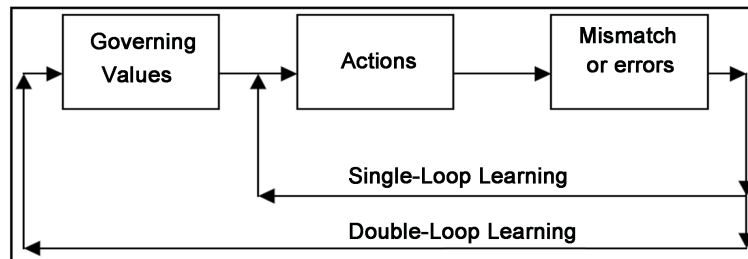 Governing
Values
Actions
Mismatch
or errors
Single-Loop Learning
Double-Loop Learning